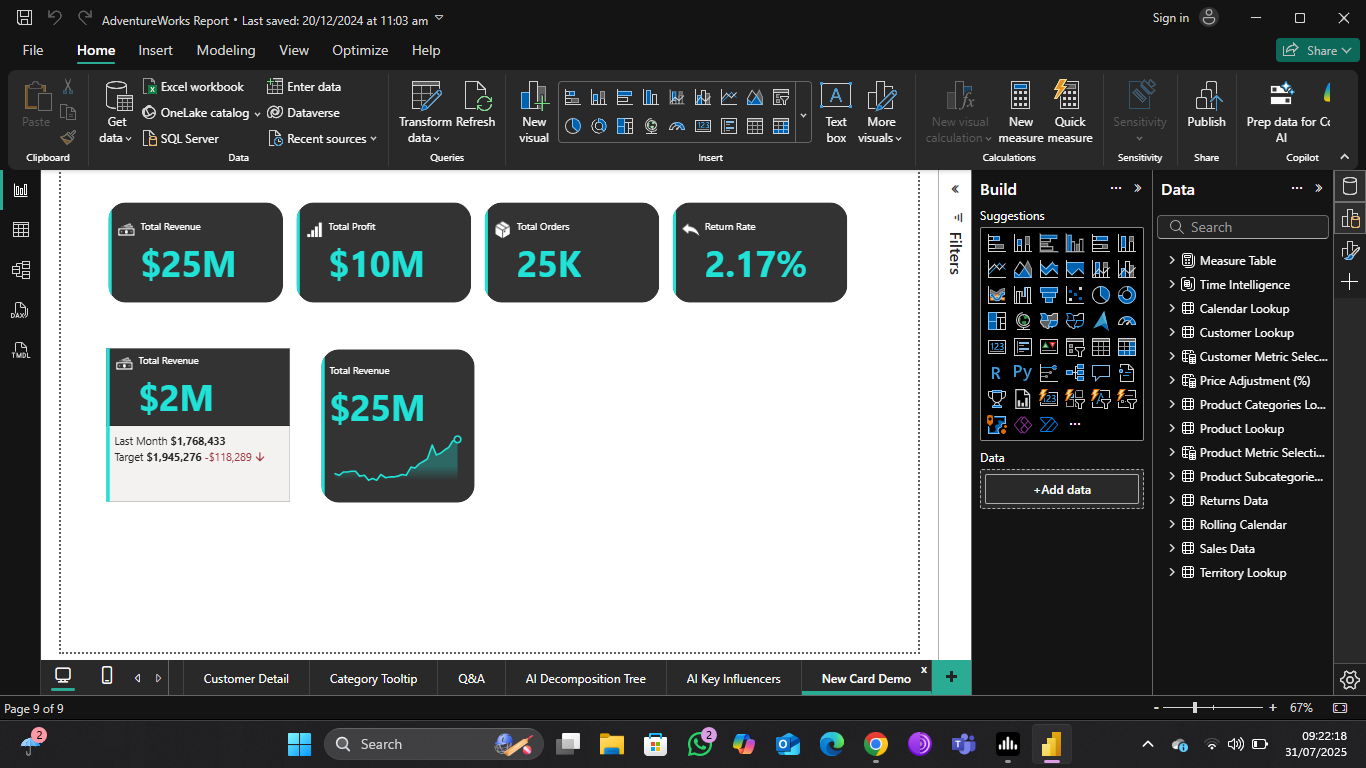 AdventureWorks Report • Last saved: 20/12/2024 at 11:03 am
Sign in
File Home Insert Modeling View Optimize Help
Share
Paste
Clipboard
Get data
Excel workbook
OneLake catalog
SQL Server
Enter data
Dataverse
Recent sources
Data
Transform data
Refresh
Queries
New visual
Text box
More visuals
Insert
New visual calculation
New measure
Quick measure
Calculations
Sensitivity
Sensitivity
Publish
Share
Prep data for AI
Co
Copilot
Total Revenue
$25M
Total Profit
$10M
Total Orders
25K
Return Rate
2.17%
Total Revenue
$2M
Last Month $1,768,433
Target $1,945,276 -$118,289
Total Revenue
$25M
Filters
Build
Suggestions
R Py
123
Data
+Add data
Data
Search
Measure Table
Time Intelligence
Calendar Lookup
Customer Lookup
Customer Metric Selec...
Price Adjustment (%)
Product Categories Lo...
Product Lookup
Product Metric Selecti...
Product Subcategorie...
Returns Data
Rolling Calendar
Sales Data
Territory Lookup
DAX
TMDL
Customer Detail
Category Tooltip
Q&A
AI Decomposition Tree
AI Key Influencers
New Card Demo
x
+
Page 9 of 9
- + 67%
2
Search
2
09:22:18
31/07/2025